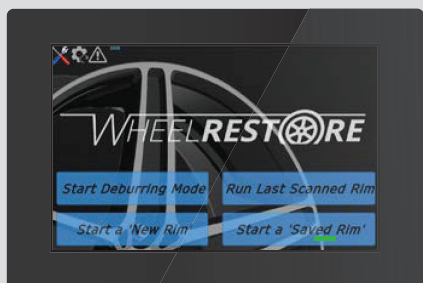 WHEELRESTORE
Start Deburring Mode
Run Last Scanned Rim
Start a 'New Rim'
Start a 'Saved Rim'